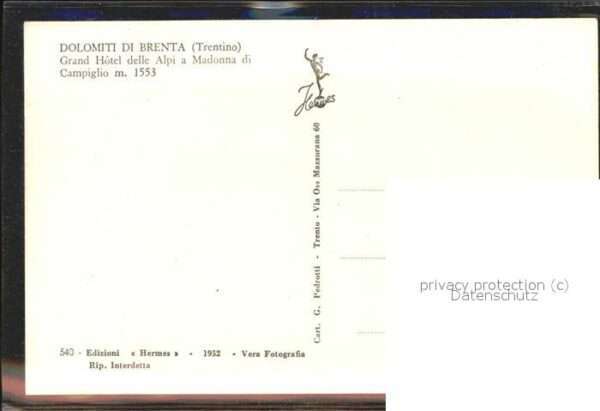 DOLOMITI DI BRENTA (Trentino)
Grand Hôtel delle Alpi a Madonna di
Campiglio m. 1553
Hermes
Cart. G. Pedrotti - Trento - Via Oss Mazzurana 60
privacy protection (c)
Datenschutz
540 - Edizioni « Hermes » - 1952 - Vera Fotografia
Rip. Interdetta